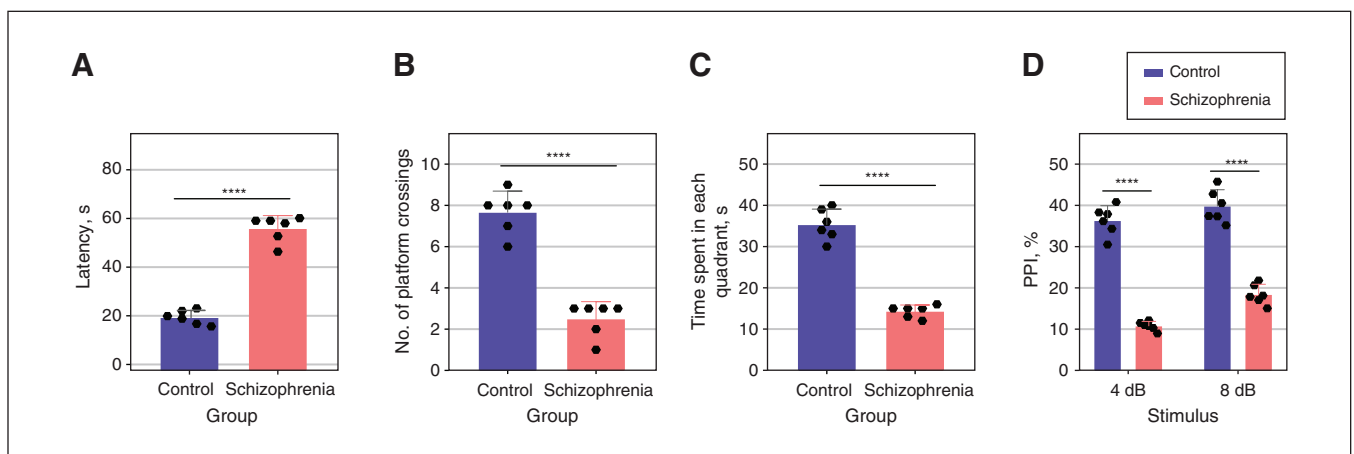 A
B
C
D
Control
Schizophrenia
Latency, s
80
60
40
20
0
****
Control Schizophrenia
Group
No. of platform crossings
10
8
6
4
2
0
****
Control Schizophrenia
Group
Time spent in each
quadrant, s
50
40
30
20
10
0
****
Control Schizophrenia
Group
PPI, %
50
40
30
20
10
0
****
****
4 dB 8 dB
Stimulus